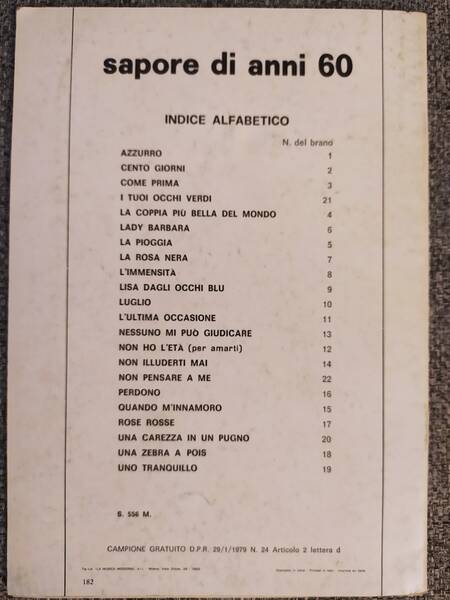 sapore di anni 60
INDICE ALFABETICO
N. del brano
AZZURRO 1
CENTO GIORNI 2
COME PRIMA 3
I TUOI OCCHI VERDI 21
LA COPPIA PIÙ BELLA DEL MONDO 4
LADY BARBARA 6
LA PIOGGIA 5
LA ROSA NERA 7
L'IMMENSITÀ 8
LISA DAGLI OCCHI BLU 9
LUGLIO 10
L'ULTIMA OCCASIONE 11
NESSUNO MI PUÒ GIUDICARE 13
NON HO L'ETÀ (per amarti) 12
NON ILLUDERTI MAI 14
NON PENSARE A ME 22
PERDONO 16
QUANDO M'INNAMORO 15
ROSE ROSSE 17
UNA CAREZZA IN UN PUGNO 20
UNA ZEBRA A POIS 18
UNO TRANQUILLO 19
S. 556 M.
CAMPIONE GRATUITO D.P.R. 29/1/1979 N. 24 Articolo 2 lettera d
LA MUSICA MODERNA
182